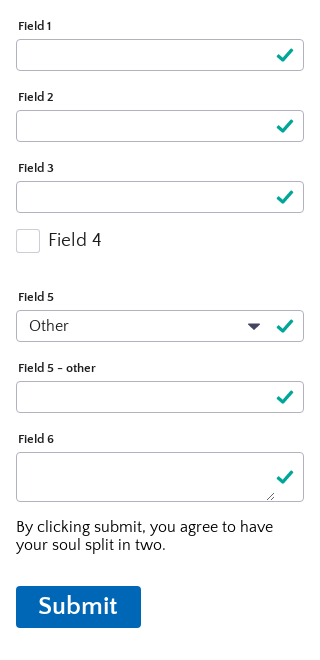 Field 1
Field 2
Field 3
Field 4
Field 5
Other
Field 5 - other
Field 6
By clicking submit, you agree to have
your soul split in two.
Submit